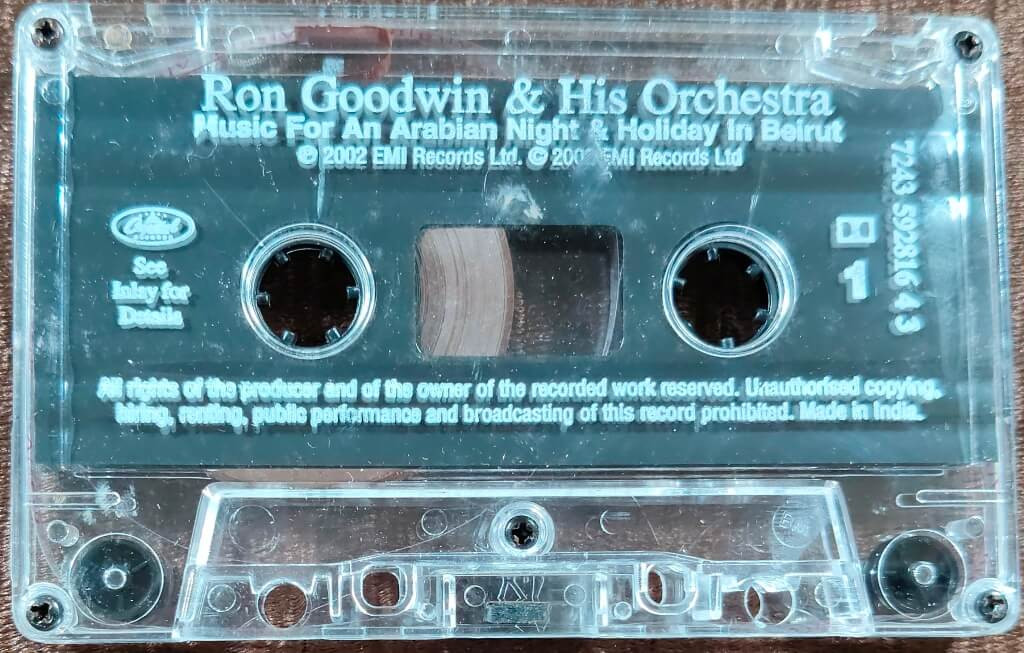 Ron Goodwin & His Orchestra
Music For An Arabian Night & Holiday In Beirut
℗ 2002 EMI Records Ltd. © 2002 EMI Records Ltd
Capitol
RECORDS
See
Inlay for
Details
1
7243 592816 4 3
All rights of the producer and of the owner of the recorded work reserved. Unauthorised copying,
hiring, renting, public performance and broadcasting of this record prohibited. Made in India.